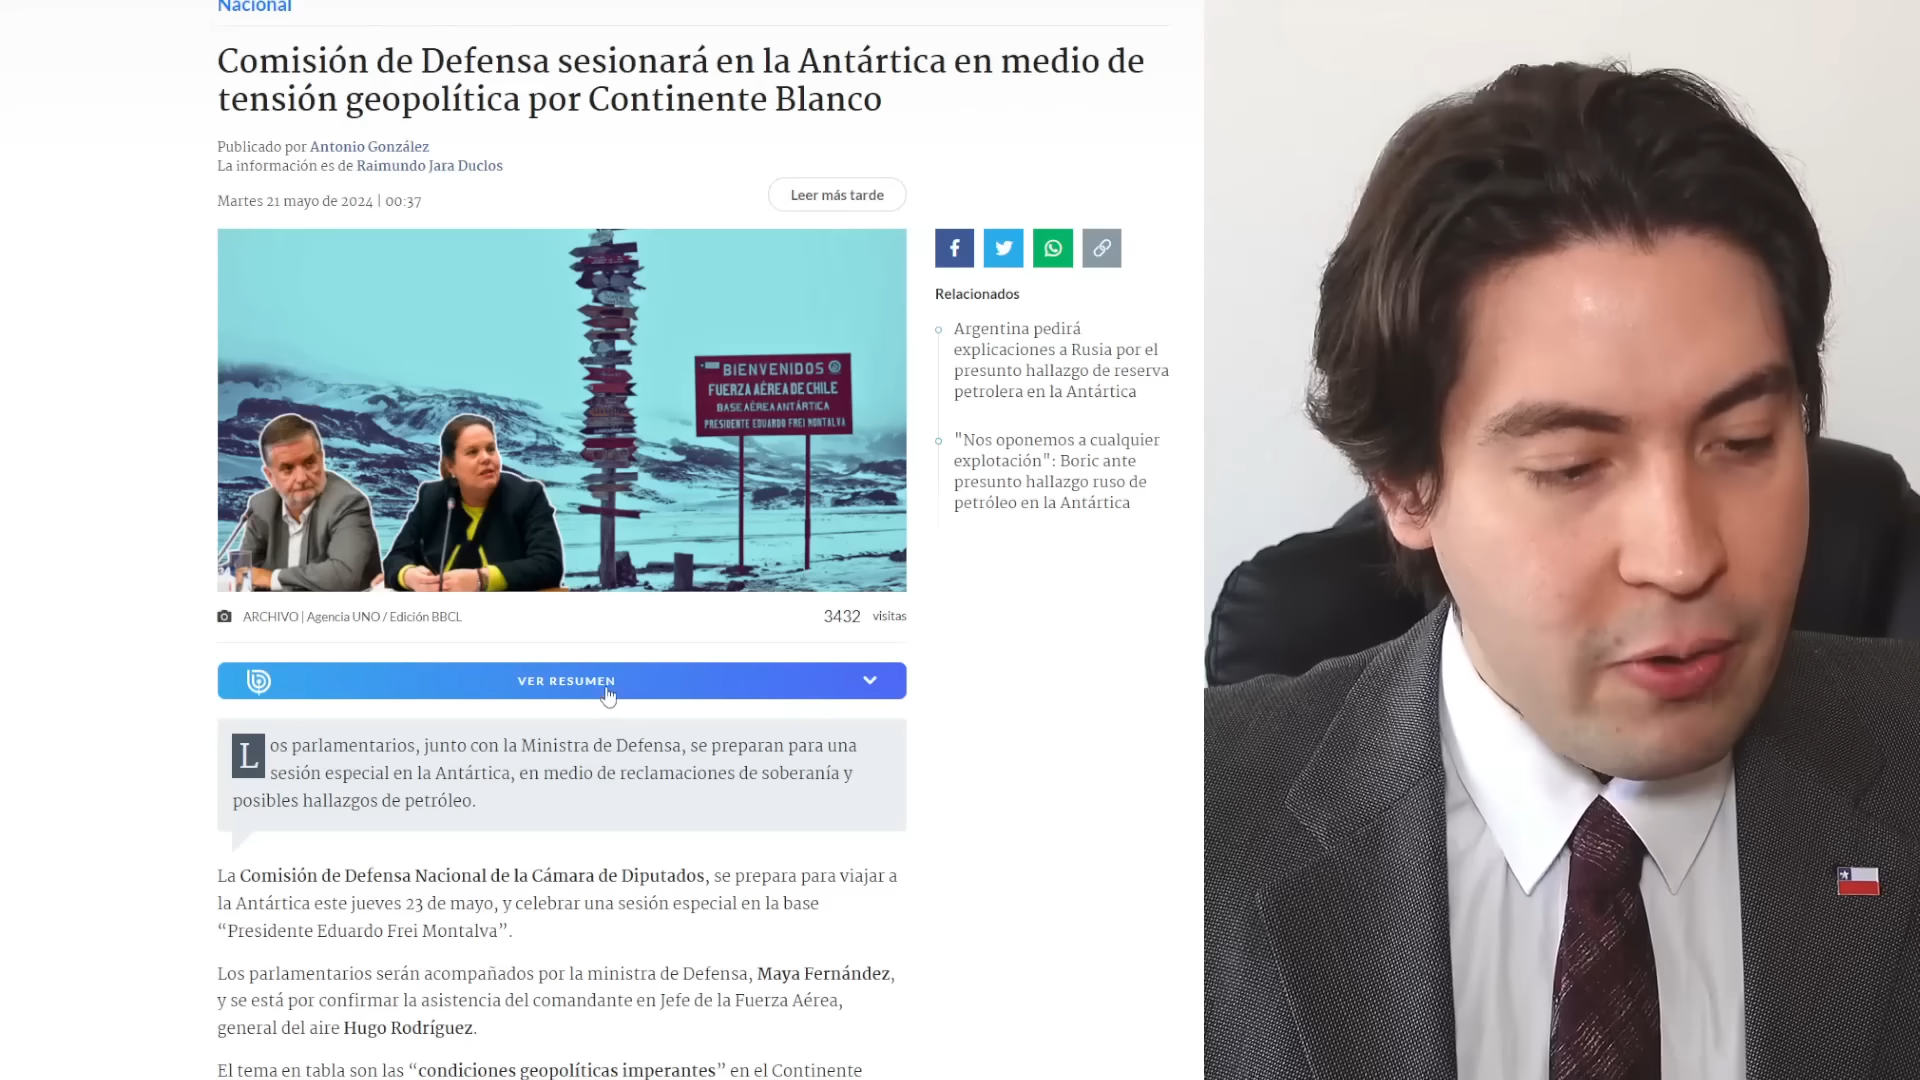 Nacional
Comisión de Defensa sesionará en la Antártica en medio de
tensión geopolítica por Continente Blanco
Publicado por Antonio González
La información es de Raimundo Jara Duclos
Martes 21 mayo de 2024 | 00:37
Leer más tarde
BIENVENIDOS
FUERZA AÉREA DE CHILE
BASE AÉREA ANTÁRTICA
PRESIDENTE EDUARDO FREI MONTALVA
Relacionados
Argentina pedirá
explicaciones a Rusia por el
presunto hallazgo de reserva
petrolera en la Antártica
"Nos oponemos a cualquier
explotación": Boric ante
presunto hallazgo ruso de
petróleo en la Antártica
ARCHIVO | Agencia UNO / Edición BBCL
3432 visitas
VER RESUMEN
Los parlamentarios, junto con la Ministra de Defensa, se preparan para una
sesión especial en la Antártica, en medio de reclamaciones de soberanía y
posibles hallazgos de petróleo.
La Comisión de Defensa Nacional de la Cámara de Diputados, se prepara para viajar a
la Antártica este jueves 23 de mayo, y celebrar una sesión especial en la base
“Presidente Eduardo Frei Montalva”.
Los parlamentarios serán acompañados por la ministra de Defensa, Maya Fernández,
y se está por confirmar la asistencia del comandante en Jefe de la Fuerza Aérea,
general del aire Hugo Rodríguez.
El tema en tabla son las “condiciones geopolíticas imperantes” en el Continente